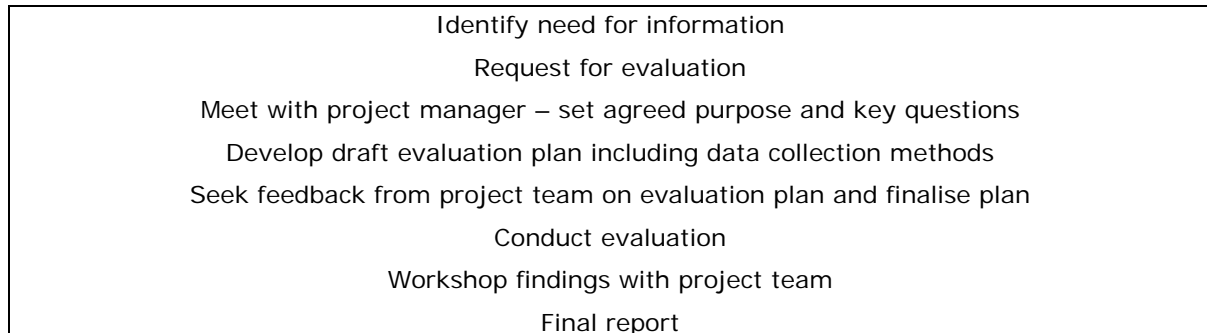 Identify need for information
Request for evaluation
Meet with project manager – set agreed purpose and key questions
Develop draft evaluation plan including data collection methods
Seek feedback from project team on evaluation plan and finalise plan
Conduct evaluation
Workshop findings with project team
Final report